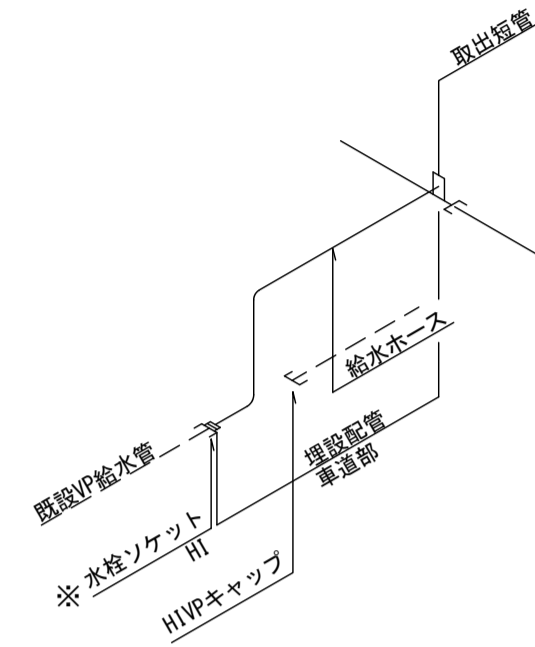 取出短管
給水ホース
埋設配管
車道部
既設VP給水管
※ 水栓ソケット
HI
HIVPキャップ